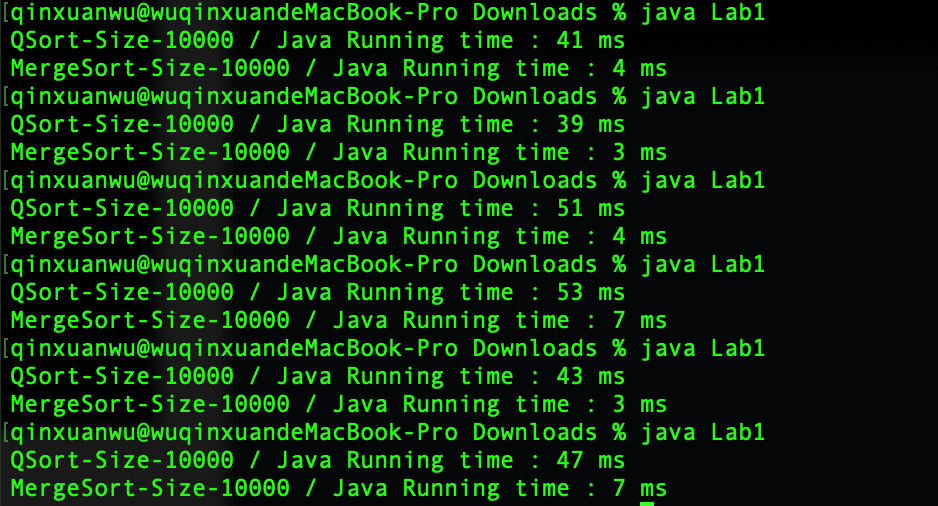 [qinxuanwu@wuqinxuandeMacBook-Pro Downloads % java Lab1
QSort-Size-10000 / Java Running time : 41 ms
MergeSort-Size-10000 / Java Running time : 4 ms
[qinxuanwu@wuqinxuandeMacBook-Pro Downloads % java Lab1
QSort-Size-10000 / Java Running time : 39 ms
MergeSort-Size-10000 / Java Running time : 3 ms
[qinxuanwu@wuqinxuandeMacBook-Pro Downloads % java Lab1
QSort-Size-10000 / Java Running time : 51 ms
MergeSort-Size-10000 / Java Running time : 4 ms
[qinxuanwu@wuqinxuandeMacBook-Pro Downloads % java Lab1
QSort-Size-10000 / Java Running time : 53 ms
MergeSort-Size-10000 / Java Running time : 7 ms
[qinxuanwu@wuqinxuandeMacBook-Pro Downloads % java Lab1
QSort-Size-10000 / Java Running time : 43 ms
MergeSort-Size-10000 / Java Running time : 3 ms
[qinxuanwu@wuqinxuandeMacBook-Pro Downloads % java Lab1
QSort-Size-10000 / Java Running time : 47 ms
MergeSort-Size-10000 / Java Running time : 7 ms